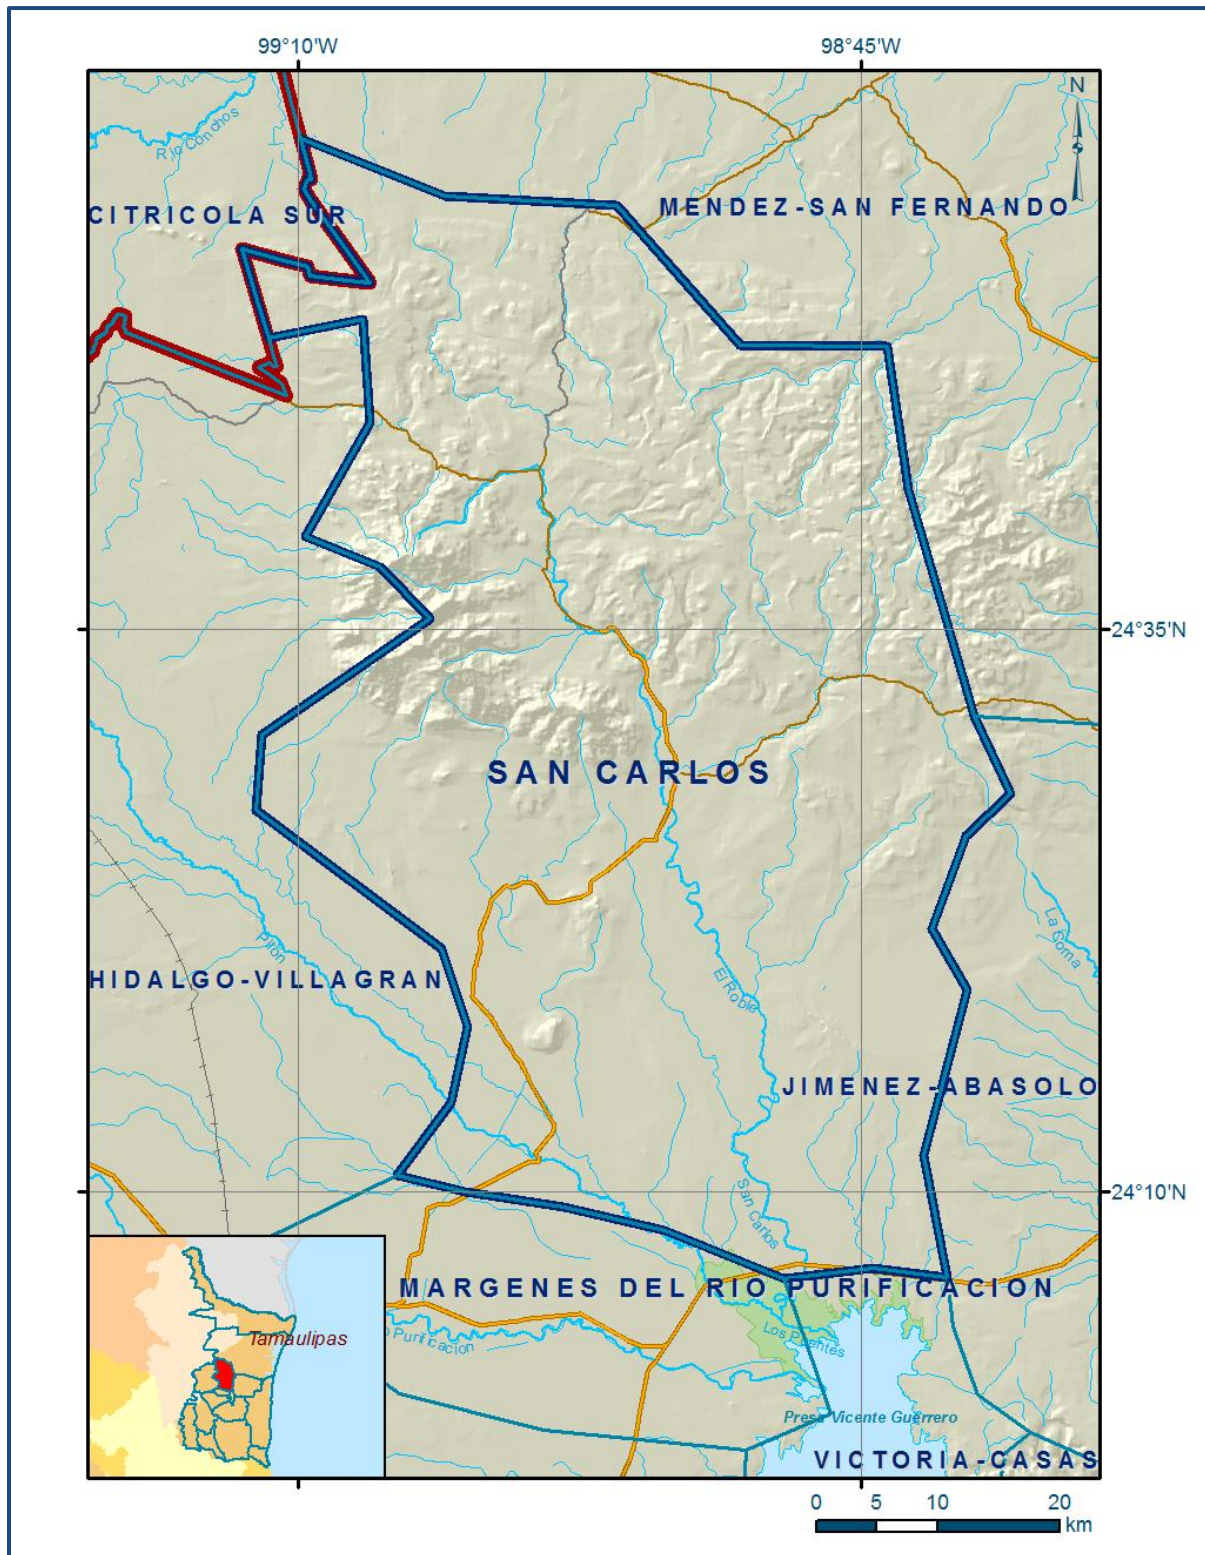 99°10'W
98°45'W
N
Rio Conchos
CITRICOLA SUR
MENDEZ-SAN FERNANDO
24°35'N
SAN CARLOS
La Coma
Pilón
HIDALGO-VILLAGRAN
El Roble
JIMENEZ-ABASOLO
San Carlos
24°10'N
MARGENES DEL RIO PURIFICACION
Tamaulipas
o Purificacion
Los Puentes
Presa Vicente Guerrero
VICTORIA-CASAS
0 5 10 20
km